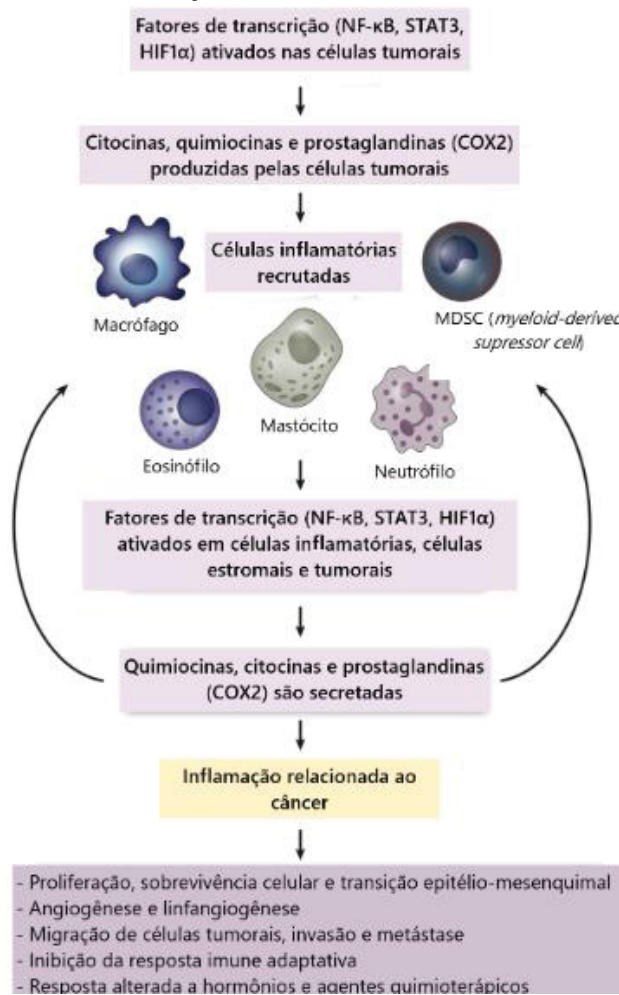 Fatores de transcrição (NF-κB, STAT3,
HIF1α) ativados nas células tumorais
Citocinas, quimiocinas e prostaglandinas (COX2)
produzidas pelas células tumorais
Células inflamatórias
recrutadas
Macrófago
MDSC (myeloid-derived
supressor cell)
Mastócito
Eosinófilo
Neutrófilo
Fatores de transcrição (NF-κB, STAT3, HIF1α)
ativados em células inflamatórias, células
estromais e tumorais
Quimiocinas, citocinas e prostaglandinas
(COX2) são secretadas
Inflamação relacionada ao
câncer
- Proliferação, sobrevivência celular e transição epitélio-mesenquimal
- Angiogênese e linfangiogênese
- Migração de células tumorais, invasão e metástase
- Inibição da resposta imune adaptativa
- Resposta alterada a hormônios e agentes quimioterápicos